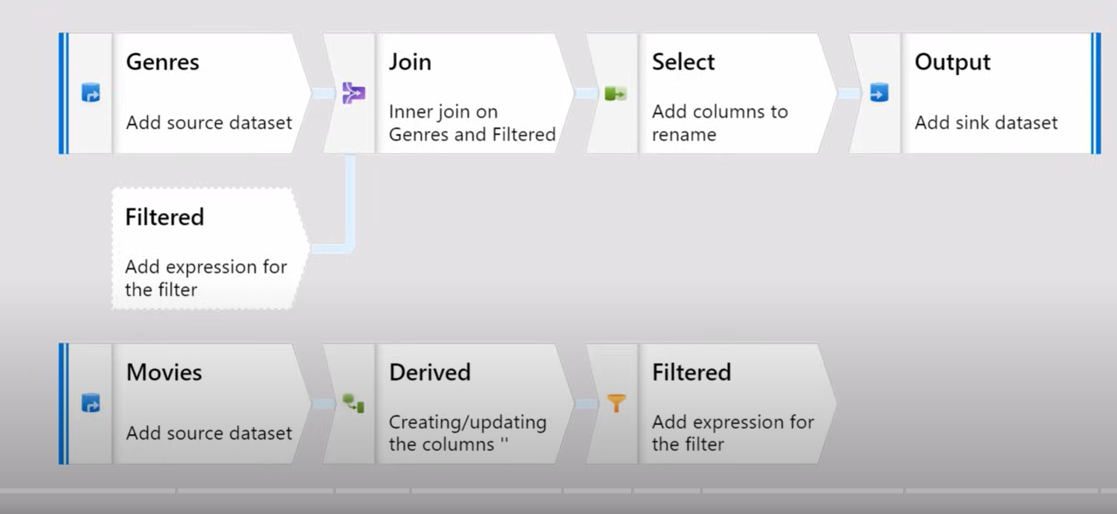 Genres
Add source dataset
Join
Inner join on
Genres and Filtered
Select
Add columns to
rename
Output
Add sink dataset
Filtered
Add expression for
the filter
Movies
Add source dataset
Derived
Creating/updating
the columns ''
Filtered
Add expression for
the filter